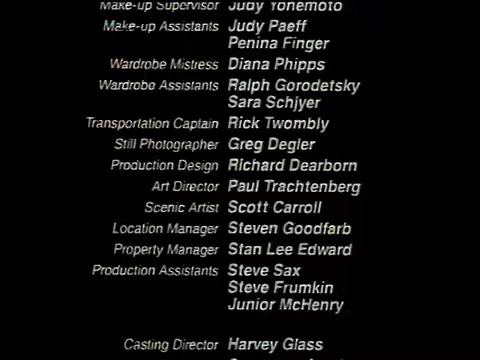 Make-up Supervisor Judy Yonemoto
Make-up Assistants Judy Paeff
Penina Finger
Wardrobe Mistress Diana Phipps
Wardrobe Assistants Ralph Gorodetsky
Sara Schjyer
Transportation Captain Rick Twombly
Still Photographer Greg Degler
Production Design Richard Dearborn
Art Director Paul Trachtenberg
Scenic Artist Scott Carroll
Location Manager Steven Goodfarb
Property Manager Stan Lee Edward
Production Assistants Steve Sax
Steve Frumkin
Junior McHenry
Casting Director Harvey Glass